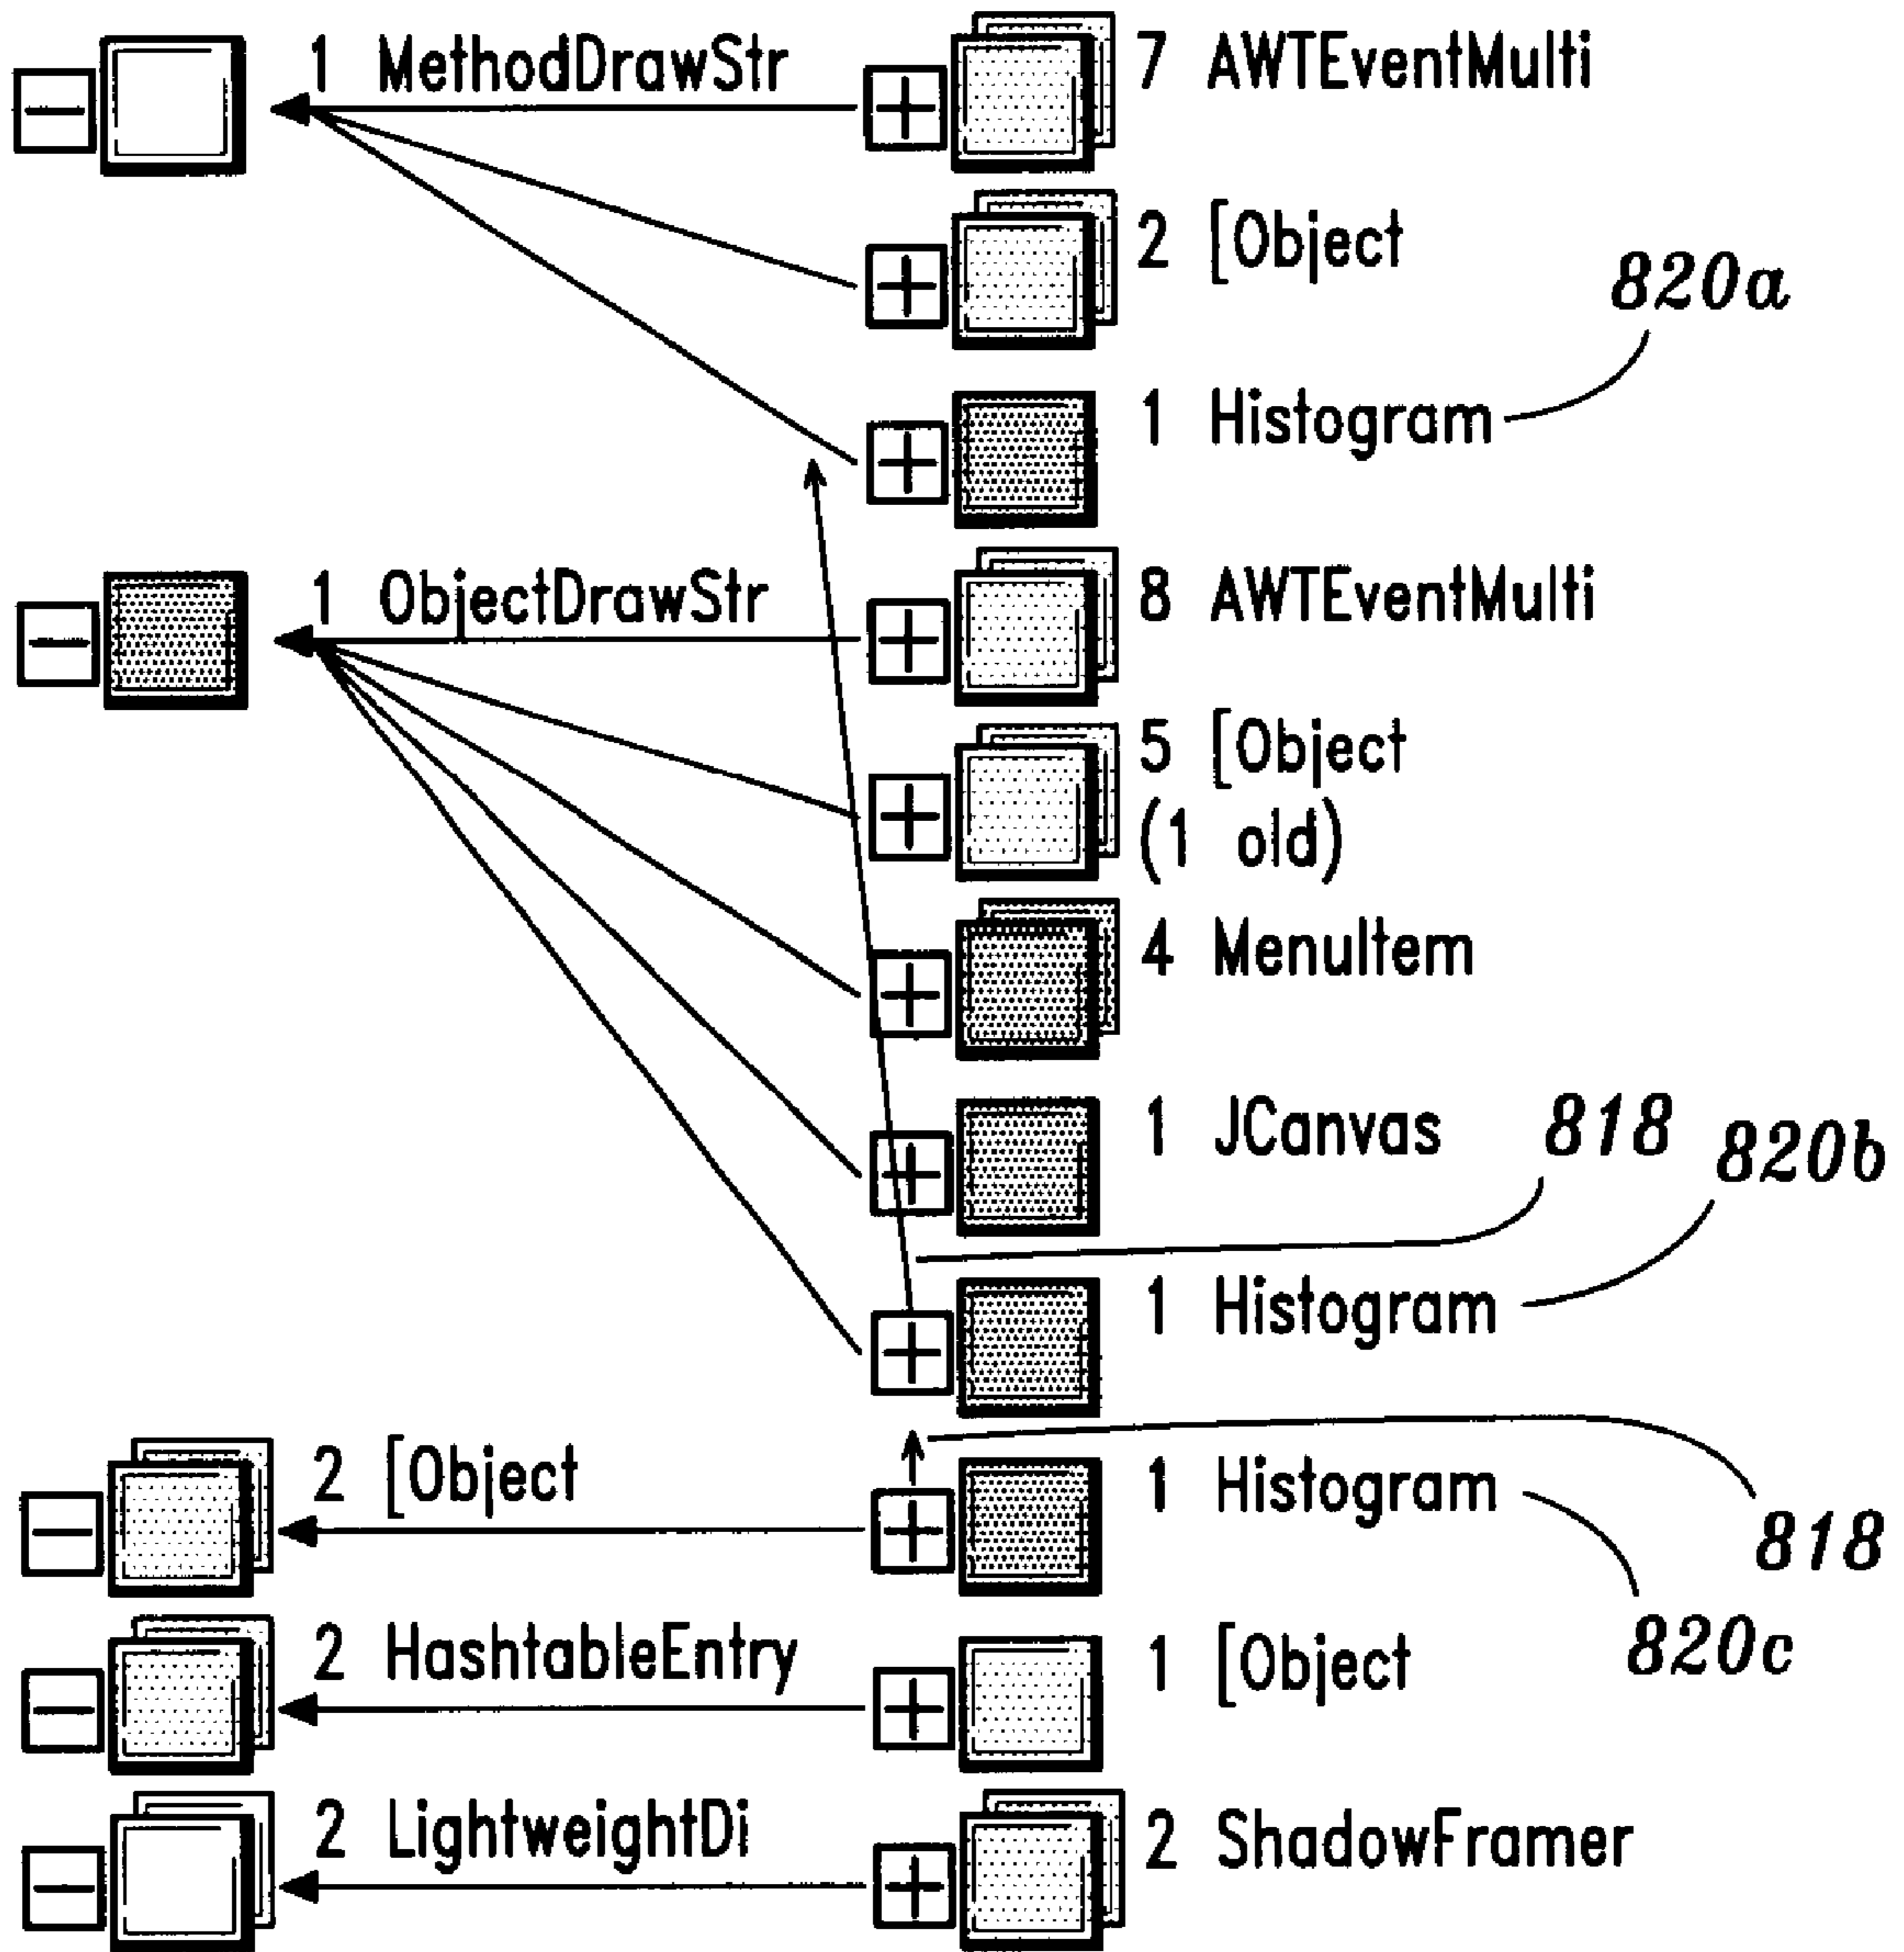 1 MethodDrawStr
7 AWTEventMulti
2 [Object
820a
1 Histogram
1 ObjectDrawStr
8 AWTEventMulti
5 [Object
(1 old)
4 MenuItem
1 JCanvas
818
820b
1 Histogram
2 [Object
1 Histogram
818
820c
2 HashtableEntry
1 [Object
2 LightweightDi
2 ShadowFramer